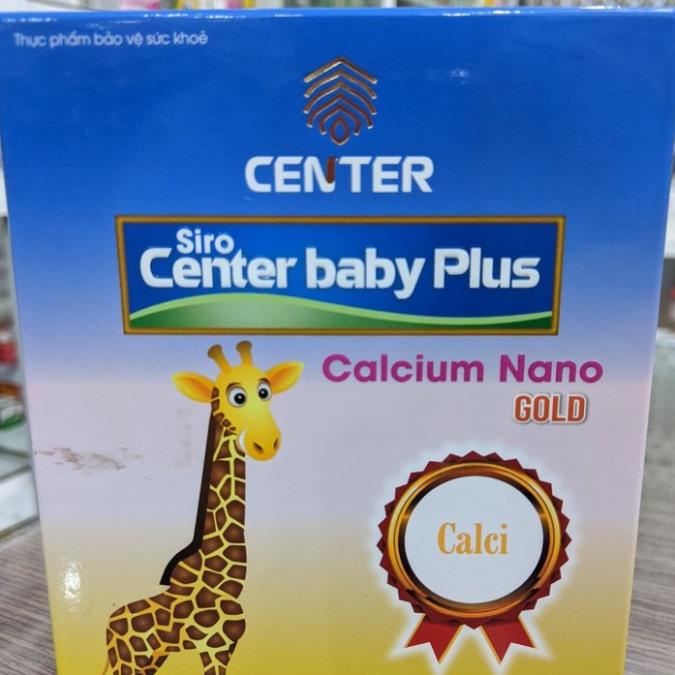 Thực phẩm bảo vệ sức khoẻ
CENTER
Siro
Center baby Plus
Calcium Nano
GOLD
Calci